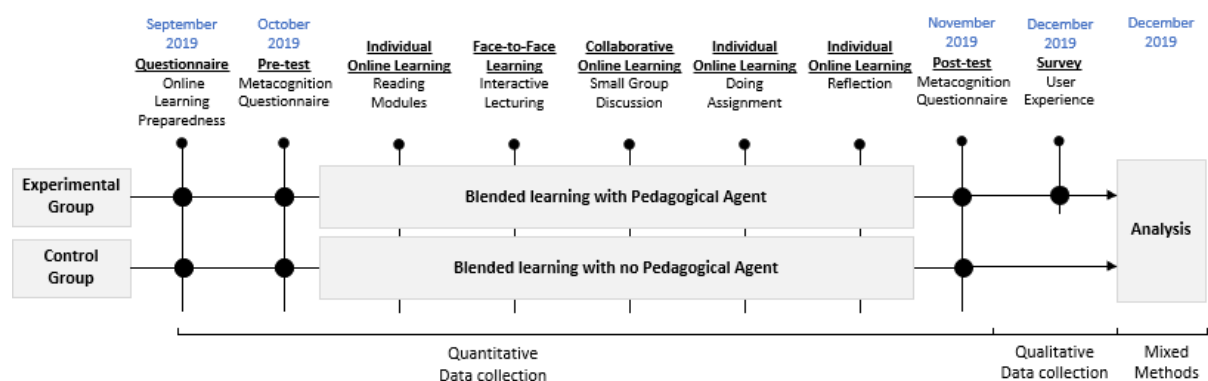 September
2019
Questionnaire
Online
Learning
Preparedness
October
2019
Pre-test
Metacognition
Questionnaire
Individual
Online Learning
Reading
Modules
Face-to-Face
Learning
Interactive
Lecturing
Collaborative
Online Learning
Small Group
Discussion
Individual
Online Learning
Doing
Assignment
Individual
Online Learning
Reflection
November
2019
Post-test
Metacognition
Questionnaire
December
2019
Survey
User
Experience
December
2019
Experimental
Group
Blended learning with Pedagogical Agent
Control
Group
Blended learning with no Pedagogical Agent
Analysis
Quantitative
Data collection
Qualitative
Data collection
Mixed
Methods